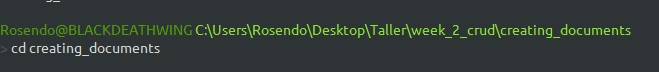 Rosendo@BLACKDEATHWING C:\Users\Rosendo\Desktop\Taller\week_2_crud\creating_documents
> cd creating_documents